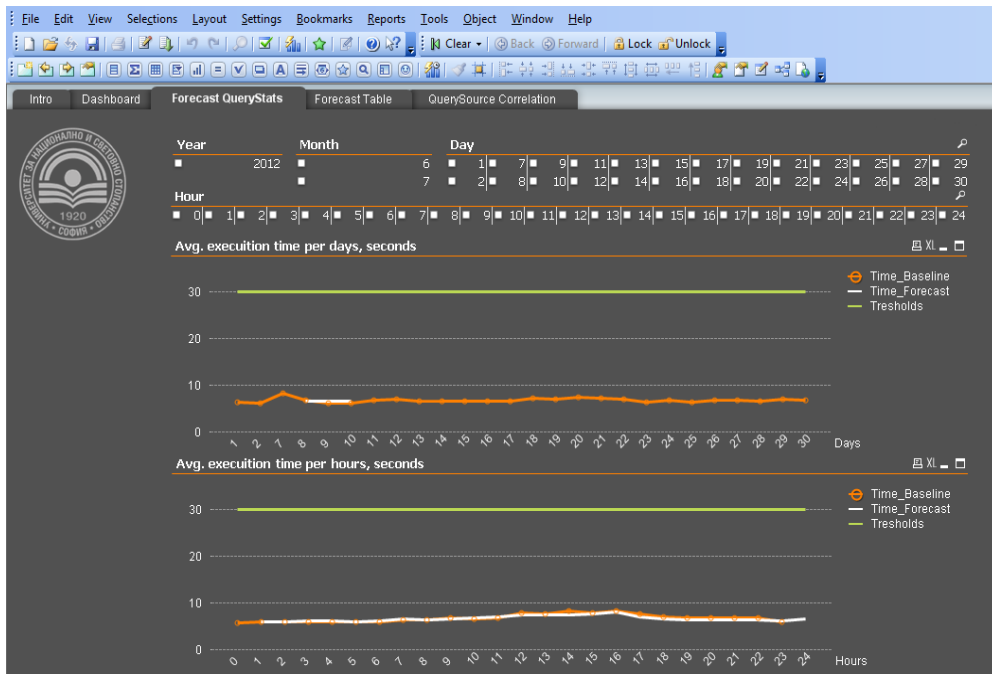 File Edit View Selections Layout Settings Bookmarks Reports Tools Object Window Help
Clear Back Forward Lock Unlock
Intro Dashboard Forecast QueryStats Forecast Table QuerySource Correlation
УНИВЕРСИТЕТ ЗА НАЦИОНАЛНО И СВЕТОВНО СТОПАНСТВО
1920
• СОФИЯ •
Year Month Day
2012 6 1 7 9 11 13 15 17 19 21 23 25 27 29
7 2 8 10 12 14 16 18 20 22 24 26 28 30
Hour
0 1 2 3 4 5 6 7 8 9 10 11 12 13 14 15 16 17 18 19 20 21 22 23 24
Avg. execuition time per days, seconds XL
Time_Baseline
Time_Forecast
Tresholds
30
20
10
0
1 2 7 8 9 10 11 12 13 14 15 16 17 18 19 20 21 22 23 24 25 26 27 28 29 30 Days
Avg. execuition time per hours, seconds XL
Time_Baseline
Time_Forecast
Tresholds
30
20
10
0
0 1 2 3 4 5 6 7 8 9 10 11 12 13 14 15 16 17 18 19 20 21 22 23 24 Hours